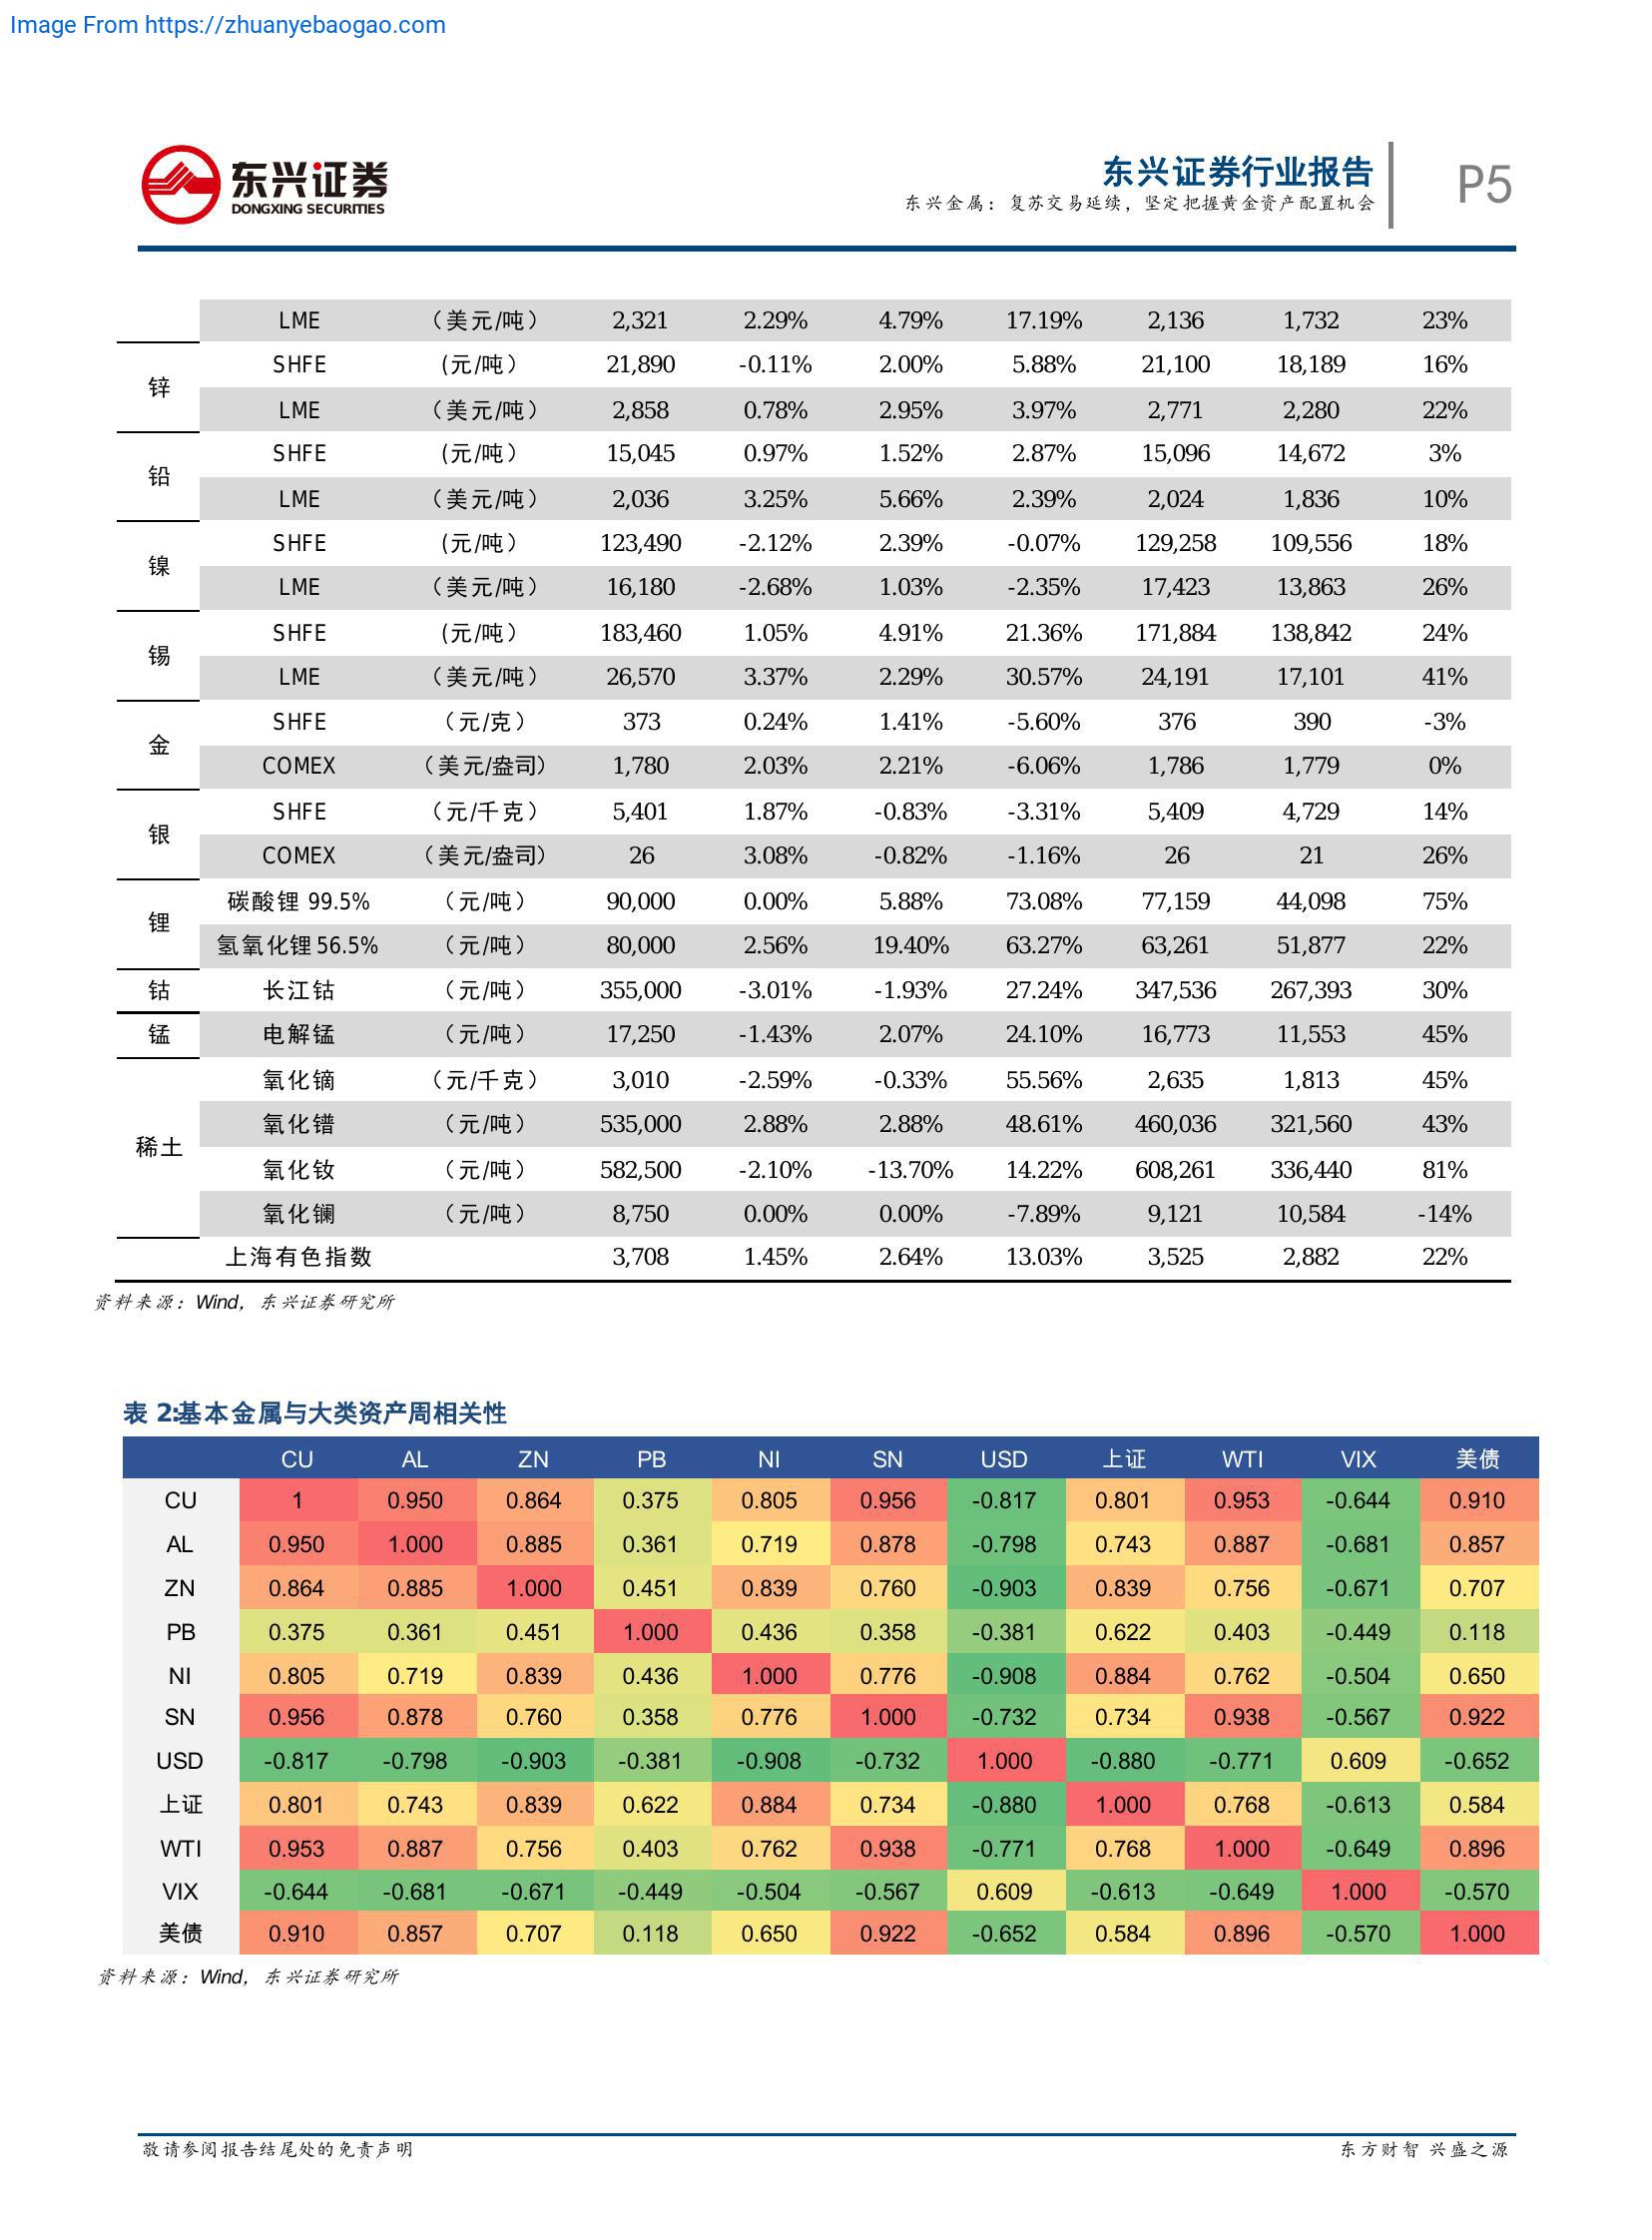 Image From https://zhuanyebaogao.com
东兴证券
DONGXING SECURITIES
东兴证券行业报告
东兴金属：复苏交易延续，坚定把握黄金资产配置机会
P5
LME （美元/吨） 2,321 2.29% 4.79% 17.19% 2,136 1,732 23%
锌 SHFE (元/吨） 21,890 -0.11% 2.00% 5.88% 21,100 18,189 16%
LME （美元/吨） 2,858 0.78% 2.95% 3.97% 2,771 2,280 22%
铅 SHFE (元/吨） 15,045 0.97% 1.52% 2.87% 15,096 14,672 3%
LME （美元/吨） 2,036 3.25% 5.66% 2.39% 2,024 1,836 10%
镍 SHFE (元/吨） 123,490 -2.12% 2.39% -0.07% 129,258 109,556 18%
LME （美元/吨） 16,180 -2.68% 1.03% -2.35% 17,423 13,863 26%
锡 SHFE (元/吨） 183,460 1.05% 4.91% 21.36% 171,884 138,842 24%
LME （美元/吨） 26,570 3.37% 2.29% 30.57% 24,191 17,101 41%
金 SHFE （元/克） 373 0.24% 1.41% -5.60% 376 390 -3%
COMEX （美元/盎司） 1,780 2.03% 2.21% -6.06% 1,786 1,779 0%
银 SHFE （元/千克） 5,401 1.87% -0.83% -3.31% 5,409 4,729 14%
COMEX （美元/盎司） 26 3.08% -0.82% -1.16% 26 21 26%
锂 碳酸锂 99.5% （元/吨） 90,000 0.00% 5.88% 73.08% 77,159 44,098 75%
氢氧化锂 56.5% （元/吨） 80,000 2.56% 19.40% 63.27% 63,261 51,877 22%
钴 长江钴 （元/吨） 355,000 -3.01% -1.93% 27.24% 347,536 267,393 30%
锰 电解锰 （元/吨） 17,250 -1.43% 2.07% 24.10% 16,773 11,553 45%
稀土 氧化镝 （元/千克） 3,010 -2.59% -0.33% 55.56% 2,635 1,813 45%
氧化镨 （元/吨） 535,000 2.88% 2.88% 48.61% 460,036 321,560 43%
氧化钕 （元/吨） 582,500 -2.10% -13.70% 14.22% 608,261 336,440 81%
氧化镧 （元/吨） 8,750 0.00% 0.00% -7.89% 9,121 10,584 -14%
上海有色指数 3,708 1.45% 2.64% 13.03% 3,525 2,882 22%
资料来源：Wind，东兴证券研究所
表 2:基本金属与大类资产周相关性
CU AL ZN PB NI SN USD 上证 WTI VIX 美债
CU 1 0.950 0.864 0.375 0.805 0.956 -0.817 0.801 0.953 -0.644 0.910
AL 0.950 1.000 0.885 0.361 0.719 0.878 -0.798 0.743 0.887 -0.681 0.857
ZN 0.864 0.885 1.000 0.451 0.839 0.760 -0.903 0.839 0.756 -0.671 0.707
PB 0.375 0.361 0.451 1.000 0.436 0.358 -0.381 0.622 0.403 -0.449 0.118
NI 0.805 0.719 0.839 0.436 1.000 0.776 -0.908 0.884 0.762 -0.504 0.650
SN 0.956 0.878 0.760 0.358 0.776 1.000 -0.732 0.734 0.938 -0.567 0.922
USD -0.817 -0.798 -0.903 -0.381 -0.908 -0.732 1.000 -0.880 -0.771 0.609 -0.652
上证 0.801 0.743 0.839 0.622 0.884 0.734 -0.880 1.000 0.768 -0.613 0.584
WTI 0.953 0.887 0.756 0.403 0.762 0.938 -0.771 0.768 1.000 -0.649 0.896
VIX -0.644 -0.681 -0.671 -0.449 -0.504 -0.567 0.609 -0.613 -0.649 1.000 -0.570
美债 0.910 0.857 0.707 0.118 0.650 0.922 -0.652 0.584 0.896 -0.570 1.000
资料来源：Wind，东兴证券研究所
敬请参阅报告结尾处的免责声明
东方财智 兴盛之源